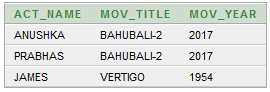 ACT_NAME MOV_TITLE MOV_YEAR
ANUSHKA BAHUBALI-2 2017
PRABHAS BAHUBALI-2 2017
JAMES VERTIGO 1954